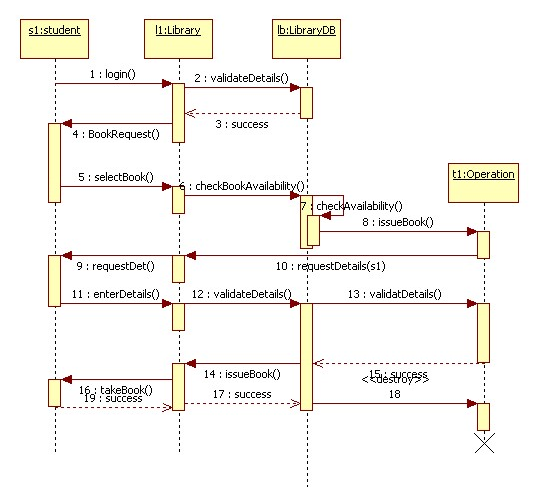 s1:student
l1:Library
lb:LibraryDB
1 : login()
2 : validateDetails()
3 : success
4 : BookRequest()
5 : selectBook()
6 : checkBookAvailability()
t1:Operation
7 : checkAvailability()
8 : issueBook()
9 : requestDet()
10 : requestDetails(s1)
11 : enterDetails()
12 : validateDetails()
13 : validatDetails()
14 : issueBook()
15 : success
<<destroy>>
16 : takeBook()
17 : success
18
19 : success